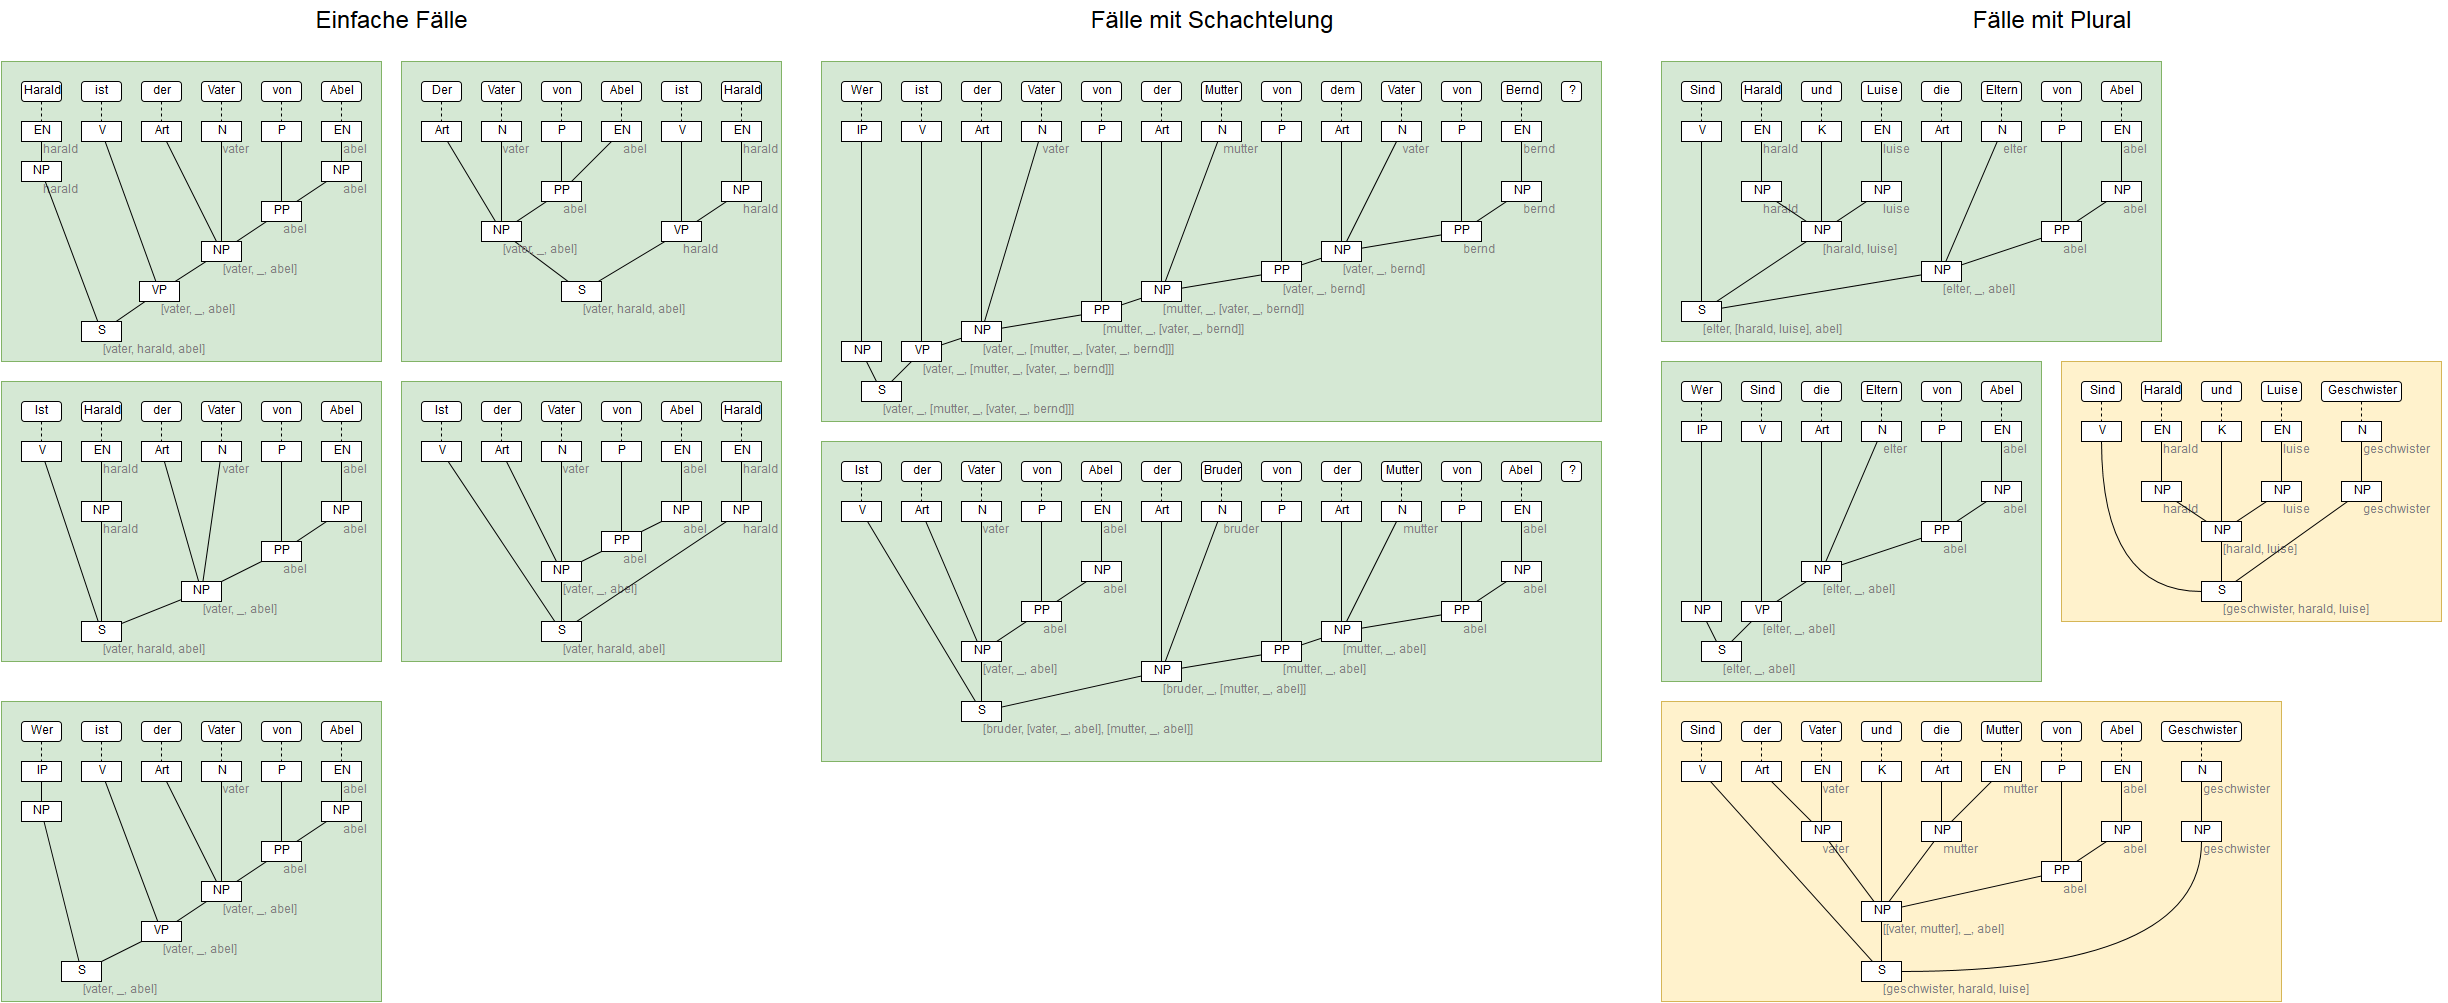 Einfache Fälle
Harald ist der Vater von Abel
EN V Art N P EN
harald vater abel
NP NP
harald abel
PP
abel
NP
[vater, _, abel]
VP
[vater, _, abel]
S
[vater, harald, abel]
Der Vater von Abel ist Harald
Art N P EN V EN
vater abel harald
PP NP
abel harald
NP VP
[vater, _, abel] harald
S
[vater, harald, abel]
Ist Harald der Vater von Abel
V EN Art N P EN
harald vater abel
NP NP
harald abel
PP
abel
NP
[vater, _, abel]
S
[vater, harald, abel]
Ist der Vater von Abel Harald
V Art N P EN EN
vater abel harald
NP NP
abel harald
PP
abel
NP
[vater, _, abel]
S
[vater, harald, abel]
Wer ist der Vater von Abel
IP V Art N P EN
vater abel
NP NP
abel
PP
abel
NP
[vater, _, abel]
VP
[vater, _, abel]
S
[vater, _, abel]
Fälle mit Schachtelung
Wer ist der Vater von der Mutter von dem Vater von Bernd ?
IP V Art N P Art N P Art N P EN
vater mutter vater bernd
NP
bernd
PP
bernd
NP
[vater, _, bernd]
PP
[vater, _, bernd]
NP
[mutter, _, [vater, _, bernd]]
PP
[mutter, _, [vater, _, bernd]]
NP
[vater, _, [mutter, _, [vater, _, bernd]]]
NP VP
[vater, _, [mutter, _, [vater, _, bernd]]]
S
[vater, _, [mutter, _, [vater, _, bernd]]]
Ist der Vater von Abel der Bruder von der Mutter von Abel ?
V Art N P EN Art N P Art N P EN
vater abel bruder mutter abel
NP NP
abel abel
PP PP
abel abel
NP
[mutter, _, abel]
NP PP
[vater, _, abel] [mutter, _, abel]
NP
[bruder, _, [mutter, _, abel]]
S
[bruder, [vater, _, abel], [mutter, _, abel]]
Fälle mit Plural
Sind Harald und Luise die Eltern von Abel
V EN K EN Art N P EN
harald luise elter abel
NP NP NP
harald luise abel
NP PP
[harald, luise] abel
NP
[elter, _, abel]
S
[elter, [harald, luise], abel]
Wer Sind die Eltern von Abel
IP V Art N P EN
elter abel
NP
abel
PP
abel
NP
[elter, _, abel]
NP VP
[elter, _, abel]
S
[elter, _, abel]
Sind Harald und Luise Geschwister
V EN K EN N
harald luise geschwister
NP NP NP
harald luise geschwister
NP
[harald, luise]
S
[geschwister, harald, luise]
Sind der Vater und die Mutter von Abel Geschwister
V Art EN K Art EN P EN N
vater mutter abel geschwister
NP NP NP NP
vater mutter abel geschwister
PP
abel
NP
[[vater, mutter], _, abel]
S
[geschwister, harald, luise]